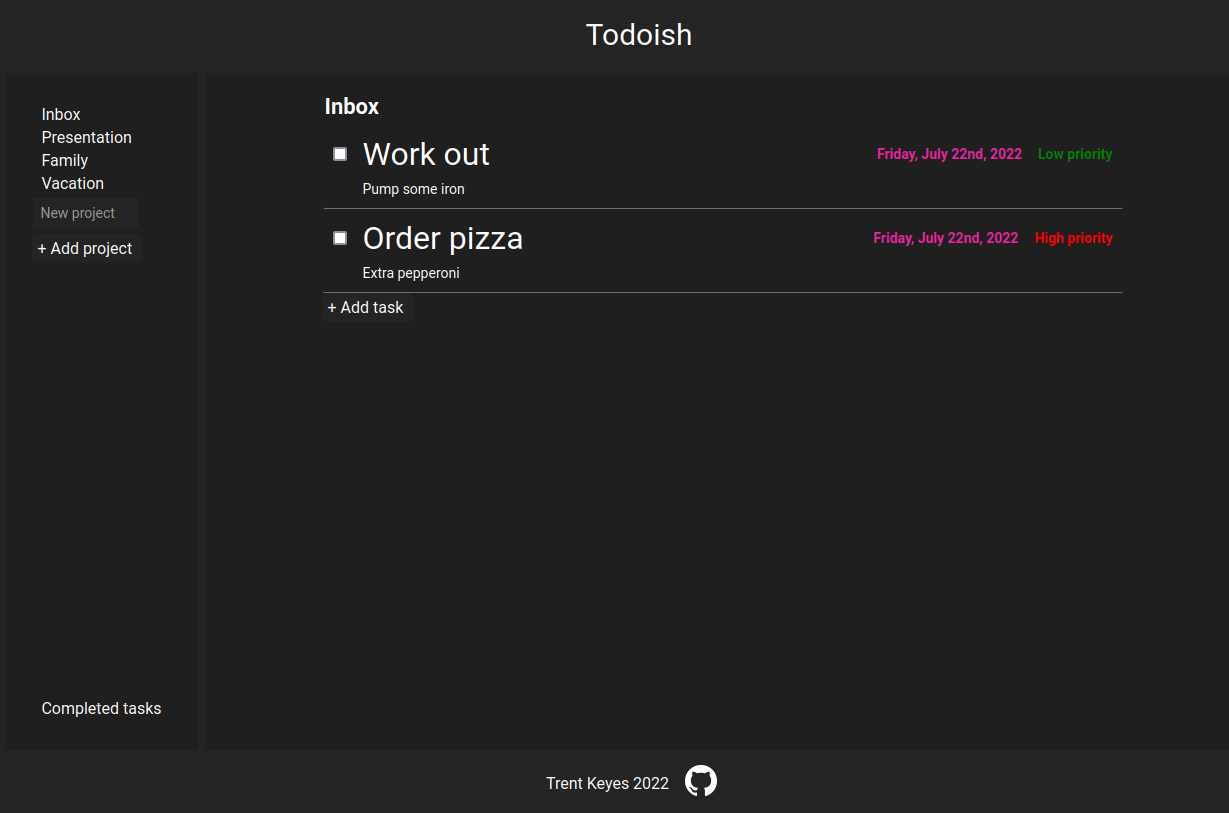 Todoish
Inbox
Presentation
Family
Vacation
New project
+ Add project
Completed tasks
Inbox
Work out
Friday, July 22nd, 2022 Low priority
Pump some iron
Order pizza
Friday, July 22nd, 2022 High priority
Extra pepperoni
+ Add task
Trent Keyes 2022